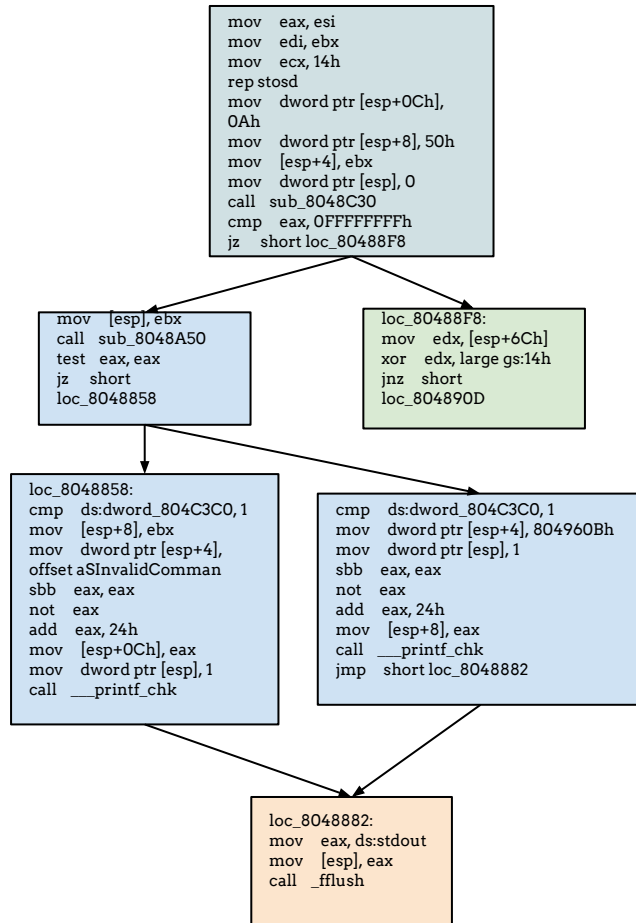 mov eax, esi
mov edi, ebx
mov ecx, 14h
rep stosd
mov dword ptr [esp+0Ch],
0Ah
mov dword ptr [esp+8], 50h
mov [esp+4], ebx
mov dword ptr [esp], 0
call sub_8048C30
cmp eax, 0FFFFFFFFh
jz short loc_80488F8
mov [esp], ebx
call sub_8048A50
test eax, eax
jz short
loc_8048858
loc_80488F8:
mov edx, [esp+6Ch]
xor edx, large gs:14h
jnz short
loc_804890D
loc_8048858:
cmp ds:dword_804C3C0, 1
mov [esp+8], ebx
mov dword ptr [esp+4],
offset aSInvalidComman
sbb eax, eax
not eax
add eax, 24h
mov [esp+0Ch], eax
mov dword ptr [esp], 1
call ___printf_chk
cmp ds:dword_804C3C0, 1
mov dword ptr [esp+4], 804960Bh
mov dword ptr [esp], 1
sbb eax, eax
not eax
add eax, 24h
mov [esp+8], eax
call ___printf_chk
jmp short loc_8048882
loc_8048882:
mov eax, ds:stdout
mov [esp], eax
call _fflush